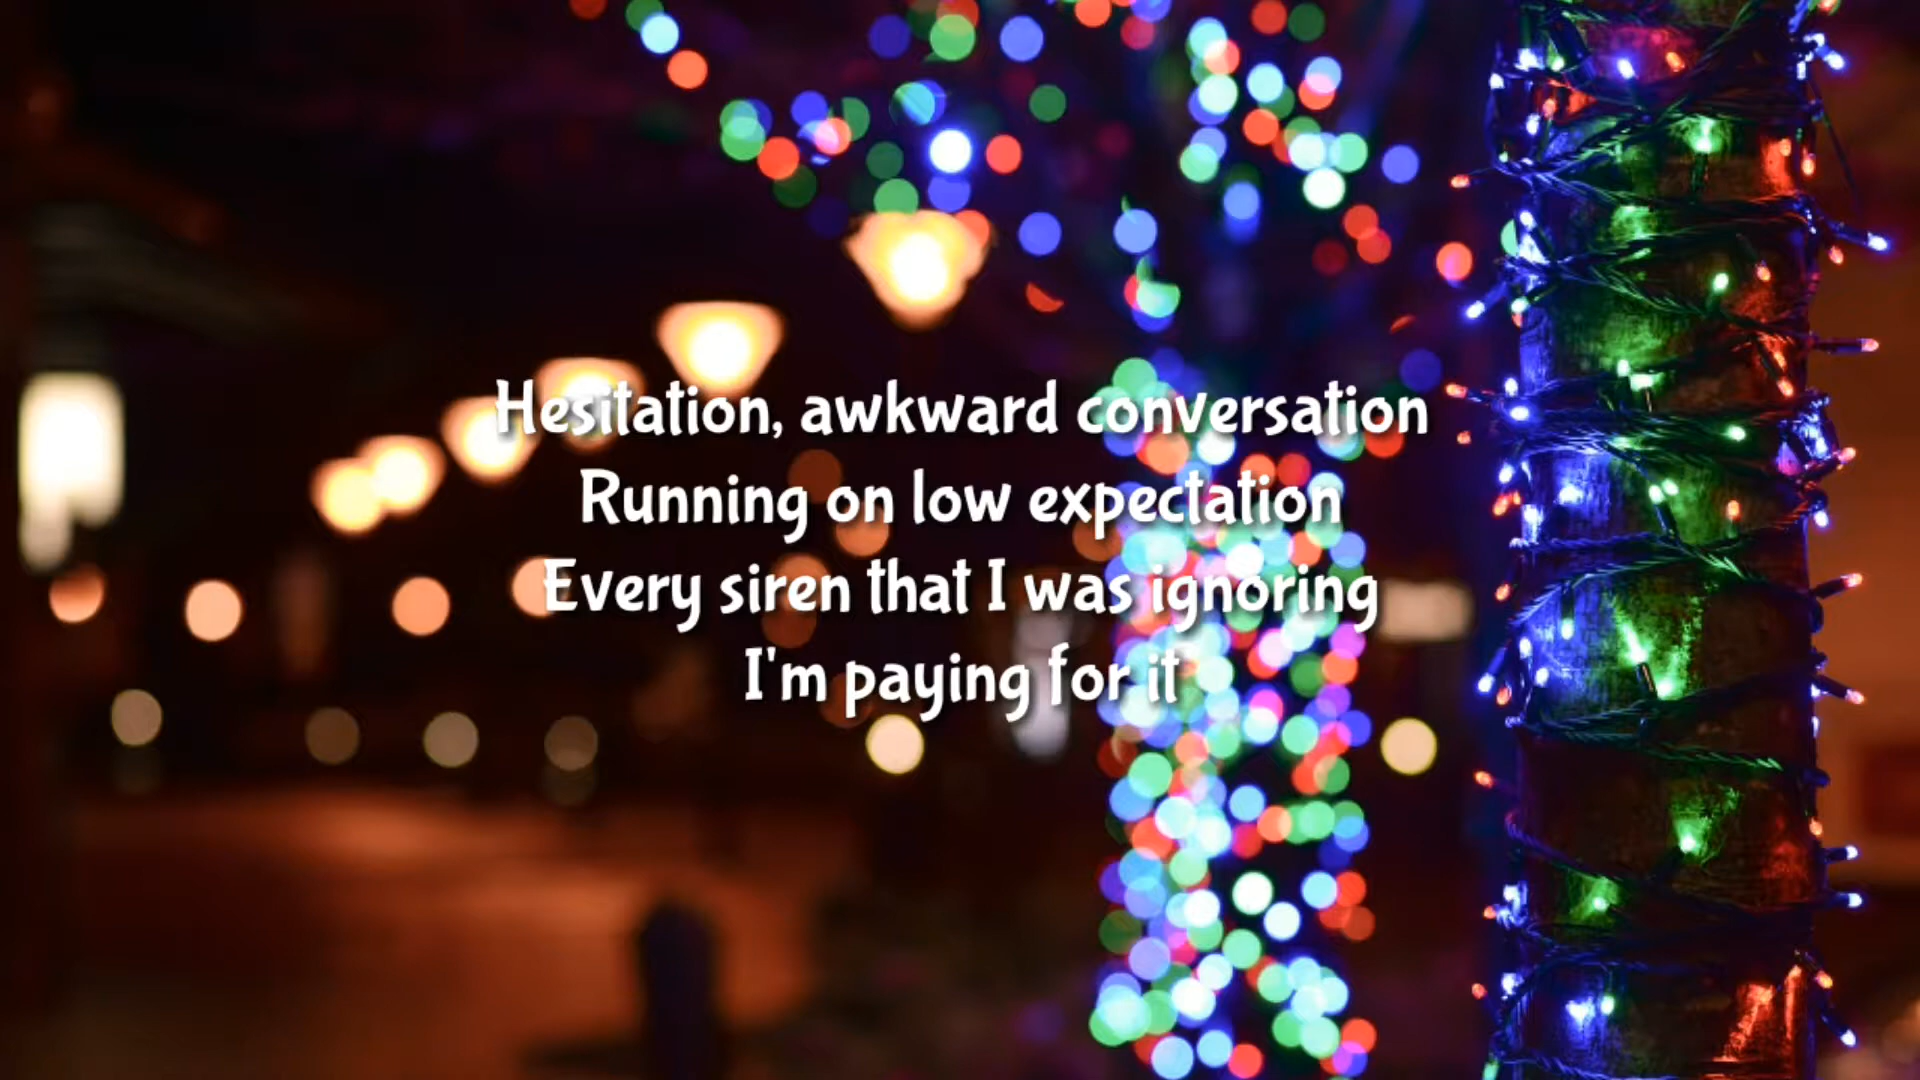 Hesitation, awkward conversation
Running on low expectation
Every siren that I was ignoring
I'm paying for it